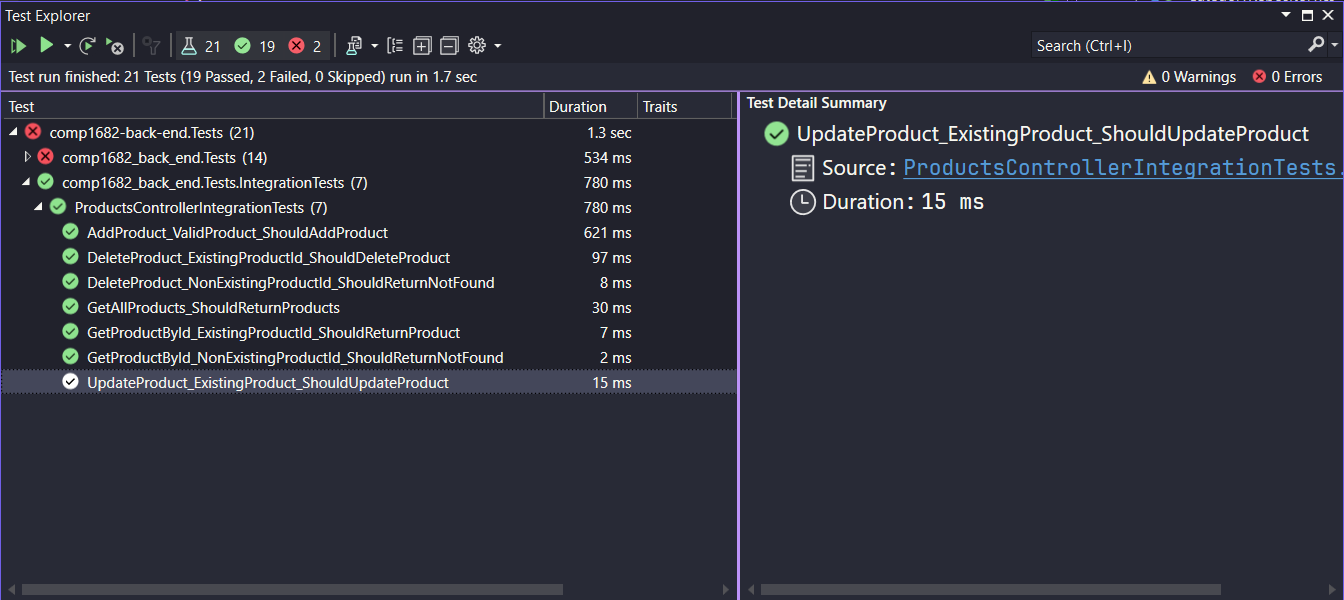 Test Explorer
21 19 2
Search (Ctrl+I)
Test run finished: 21 Tests (19 Passed, 2 Failed, 0 Skipped) run in 1.7 sec
0 Warnings 0 Errors
Test Duration Traits
comp1682-back-end.Tests (21) 1.3 sec
comp1682_back_end.Tests (14) 534 ms
comp1682_back_end.Tests.IntegrationTests (7) 780 ms
ProductsControllerIntegrationTests (7) 780 ms
AddProduct_ValidProduct_ShouldAddProduct 621 ms
DeleteProduct_ExistingProductId_ShouldDeleteProduct 97 ms
DeleteProduct_NonExistingProductId_ShouldReturnNotFound 8 ms
GetAllProducts_ShouldReturnProducts 30 ms
GetProductById_ExistingProductId_ShouldReturnProduct 7 ms
GetProductById_NonExistingProductId_ShouldReturnNotFound 2 ms
UpdateProduct_ExistingProduct_ShouldUpdateProduct 15 ms
Test Detail Summary
UpdateProduct_ExistingProduct_ShouldUpdateProduct
Source: ProductsControllerIntegrationTests.
Duration: 15 ms